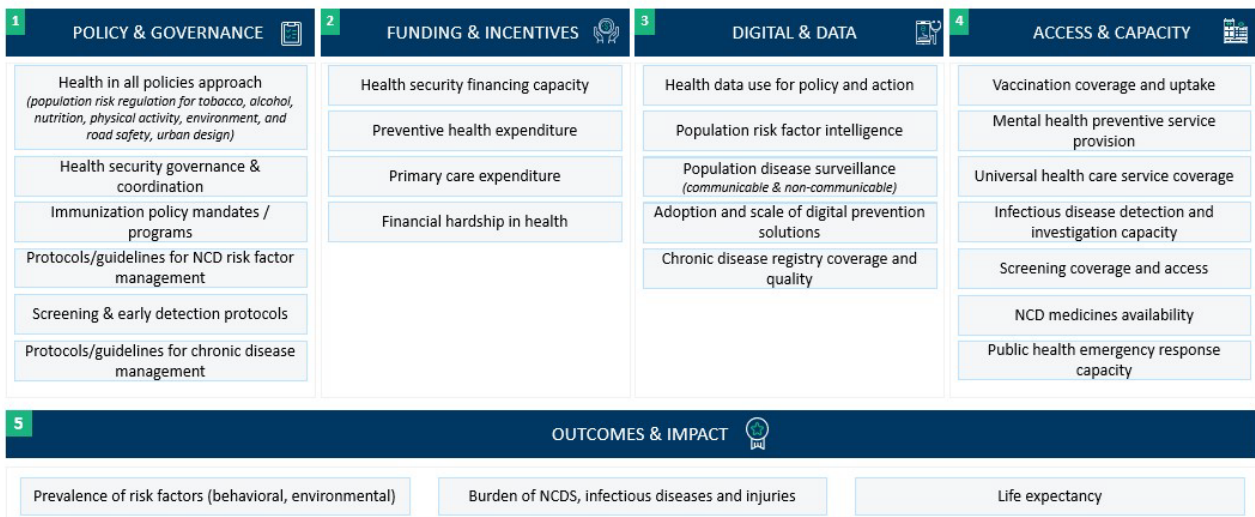 1
POLICY & GOVERNANCE
Health in all policies approach
(population risk regulation for tobacco, alcohol,
nutrition, physical activity, environment, and
road safety, urban design)
Health security governance &
coordination
Immunization policy mandates /
programs
Protocols/guidelines for NCD risk factor
management
Screening & early detection protocols
Protocols/guidelines for chronic disease
management
2
FUNDING & INCENTIVES
Health security financing capacity
Preventive health expenditure
Primary care expenditure
Financial hardship in health
3
DIGITAL & DATA
Health data use for policy and action
Population risk factor intelligence
Population disease surveillance
(communicable & non-communicable)
Adoption and scale of digital prevention
solutions
Chronic disease registry coverage and
quality
4
ACCESS & CAPACITY
Vaccination coverage and uptake
Mental health preventive service
provision
Universal health care service coverage
Infectious disease detection and
investigation capacity
Screening coverage and access
NCD medicines availability
Public health emergency response
capacity
5
OUTCOMES & IMPACT
Prevalence of risk factors (behavioral, environmental)
Burden of NCDS, infectious diseases and injuries
Life expectancy